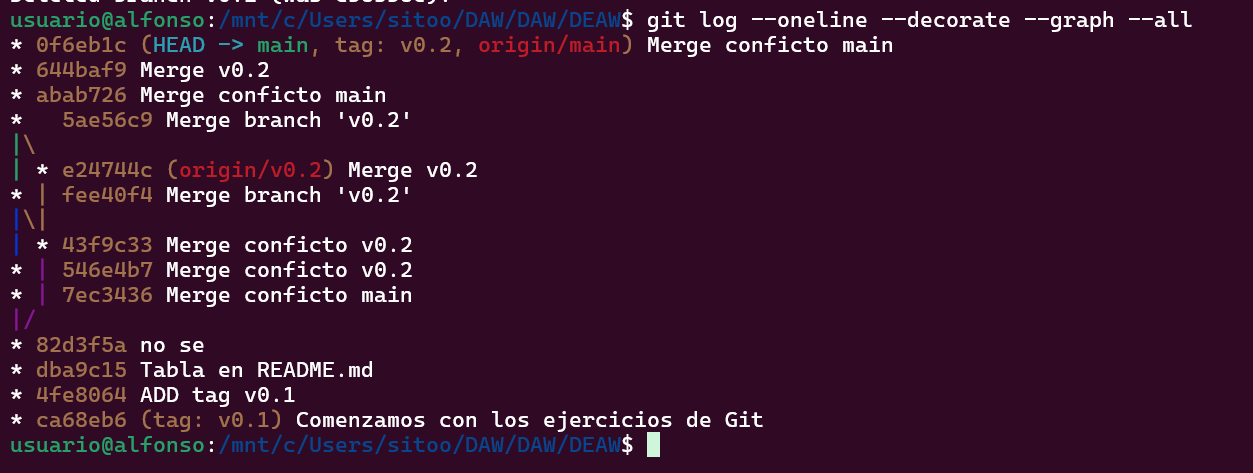 usuario@alfonso:/mnt/c/Users/sitoo/DAW/DAW/DEAW$ git log --oneline --decorate --graph --all
* 0f6eb1c (HEAD -> main, tag: v0.2, origin/main) Merge conficto main
* 644baf9 Merge v0.2
* abab726 Merge conficto main
*   5ae56c9 Merge branch 'v0.2'
|\
| * e24744c (origin/v0.2) Merge v0.2
* | fee40f4 Merge branch 'v0.2'
|\|
| * 43f9c33 Merge conficto v0.2
* | 546e4b7 Merge conficto v0.2
* | 7ec3436 Merge conficto main
|/
* 82d3f5a no se
* dba9c15 Tabla en README.md
* 4fe8064 ADD tag v0.1
* ca68eb6 (tag: v0.1) Comenzamos con los ejercicios de Git
usuario@alfonso:/mnt/c/Users/sitoo/DAW/DAW/DEAW$